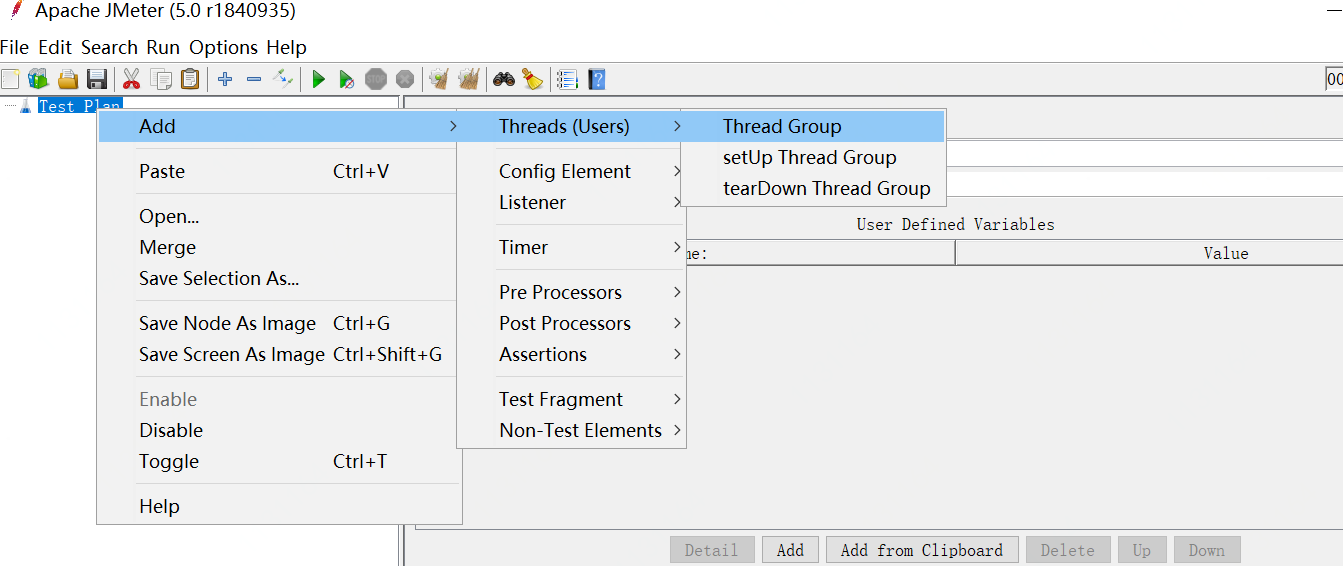 Apache JMeter (5.0 r1840935)
File Edit Search Run Options Help
00
Test Plan
Add
Paste Ctrl+V
Open...
Merge
Save Selection As...
Save Node As Image Ctrl+G
Save Screen As Image Ctrl+Shift+G
Enable
Disable
Toggle Ctrl+T
Help
Threads (Users)
Config Element
Listener
Timer
Pre Processors
Post Processors
Assertions
Test Fragment
Non-Test Elements
Thread Group
setUp Thread Group
tearDown Thread Group
User Defined Variables
me: Value
Detail Add Add from Clipboard Delete Up Down